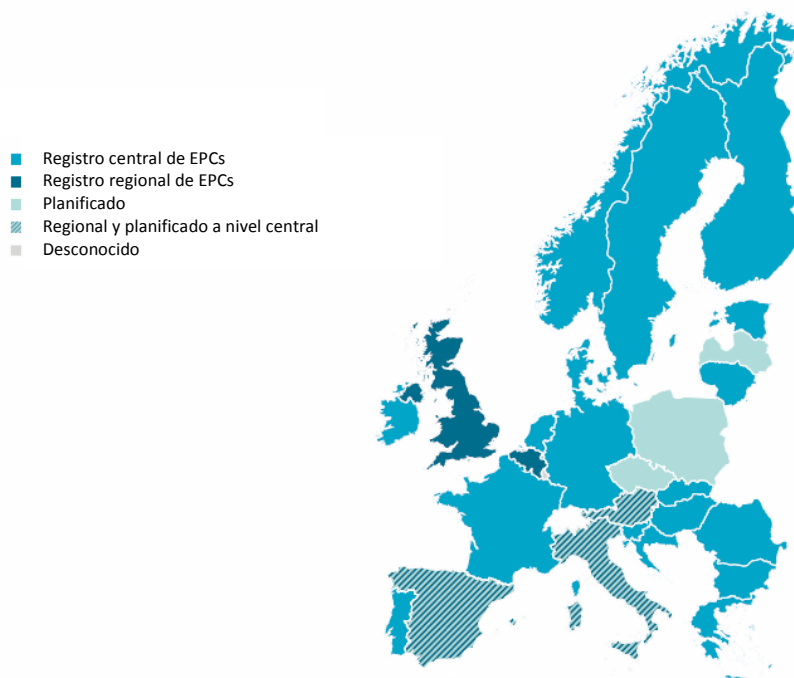 Registro central de EPCs
Registro regional de EPCs
Planificado
Regional y planificado a nivel central
Desconocido